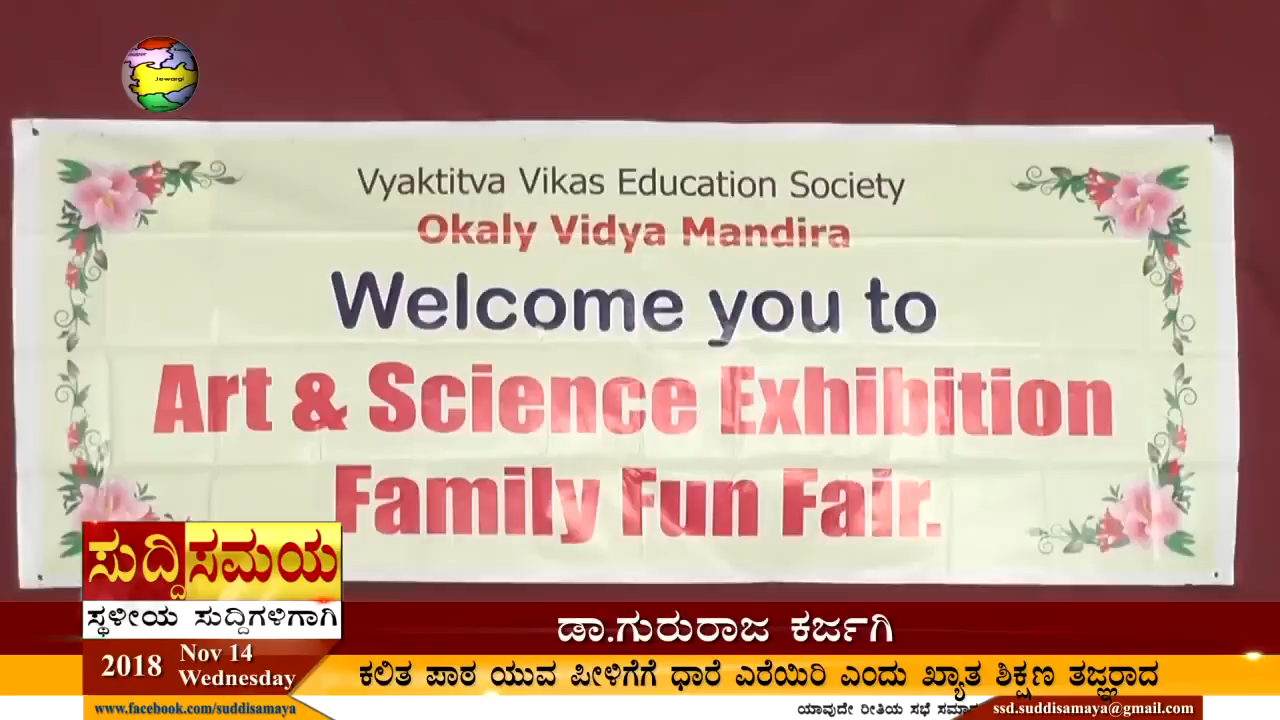 Jewargi
Vyaktitva Vikas Education Society
Okaly Vidya Mandira
Welcome you to
Art & Science Exhibition
Family Fun Fair.
ಸುದ್ದಿಸಮಯ
ಸ್ಥಳೀಯ ಸುದ್ದಿಗಳಿಗಾಗಿ
ಡಾ.ಗುರುರಾಜ ಕರ್ಜಗಿ
2018 Nov 14 Wednesday
ಕಲಿತ ಪಾಠ ಯುವ ಪೀಳಿಗೆಗೆ ಧಾರೆ ಎರೆಯಿರಿ ಎಂದು ಖ್ಯಾತ ಶಿಕ್ಷಣ ತಜ್ಞರಾದ
www.facebook.com/suddisamaya
ಯಾವುದೇ ರೀತಿಯ ಸಭೆ
ssd.suddisamaya@gmail.com